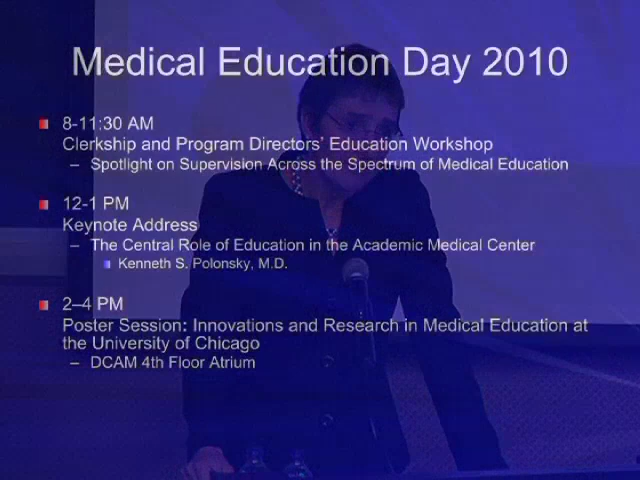 Medical Education Day 2010
8-11:30 AM
Clerkship and Program Directors' Education Workshop
– Spotlight on Supervision Across the Spectrum of Medical Education
12-1 PM
Keynote Address
– The Central Role of Education in the Academic Medical Center
Kenneth S. Polonsky, M.D.
2–4 PM
Poster Session: Innovations and Research in Medical Education at
the University of Chicago
– DCAM 4th Floor Atrium